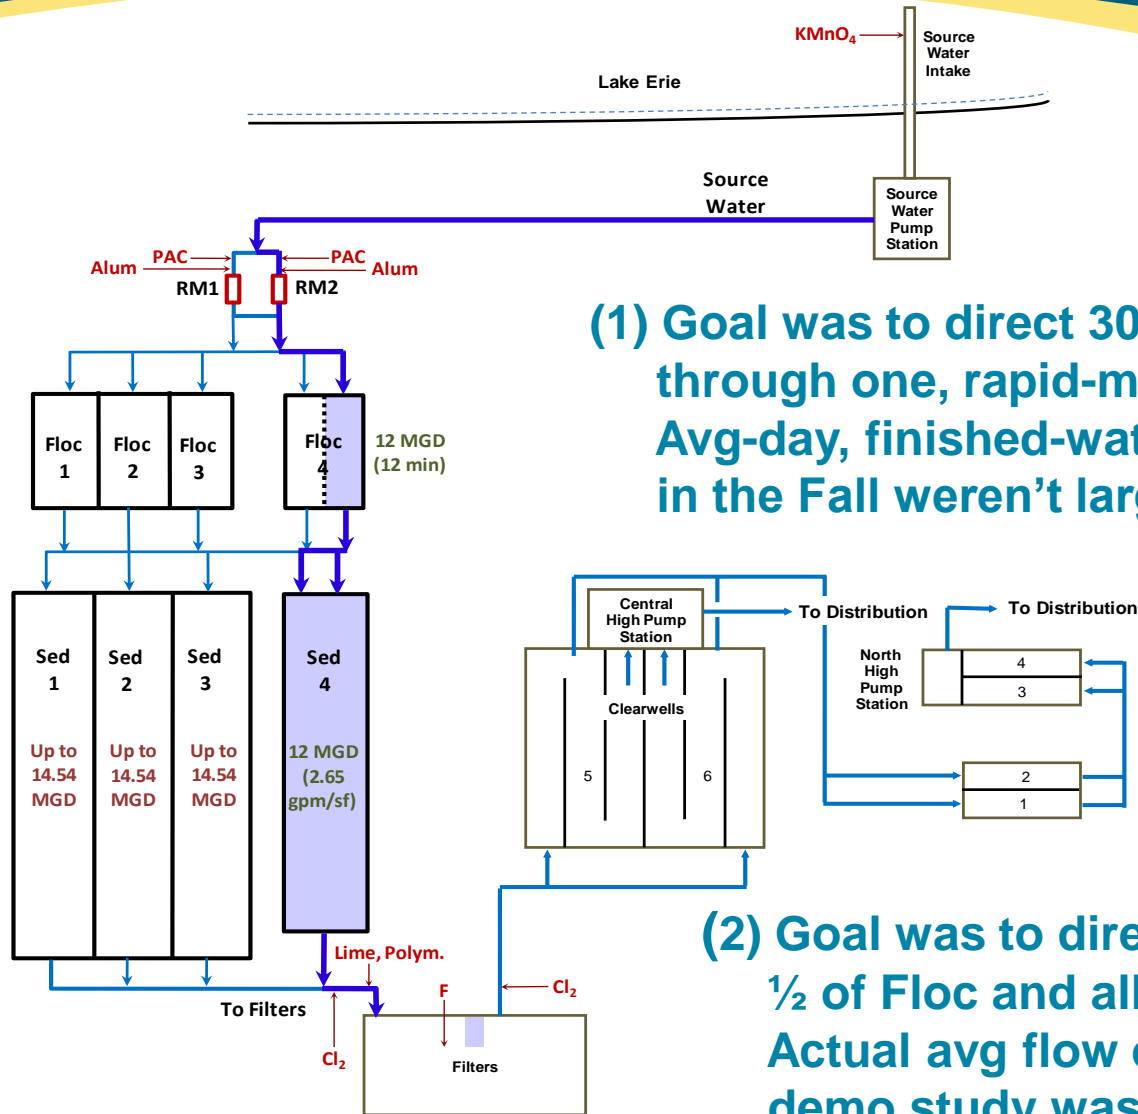 KMnO₄
Source
Water
Intake
Lake Erie
Source
Water
Source
Water
Pump
Station
PAC
PAC
Alum
Alum
RM1
RM2
(1) Goal was to direct 30
through one, rapid-m
Avg-day, finished-wat
in the Fall weren’t larg
Floc
1
Floc
2
Floc
3
Floc
4
12 MGD
(12 min)
Sed
1
Sed
2
Sed
3
Sed
4
Up to
14.54
MGD
Up to
14.54
MGD
Up to
14.54
MGD
12 MGD
(2.65
gpm/sf)
Central
High Pump
Station
To Distribution
To Distribution
North
High
Pump
Station
4
3
Clearwells
5
6
2
1
Lime, Polym.
F
Cl₂
To Filters
Cl₂
Filters
(2) Goal was to dire
½ of Floc and all
Actual avg flow
demo study was